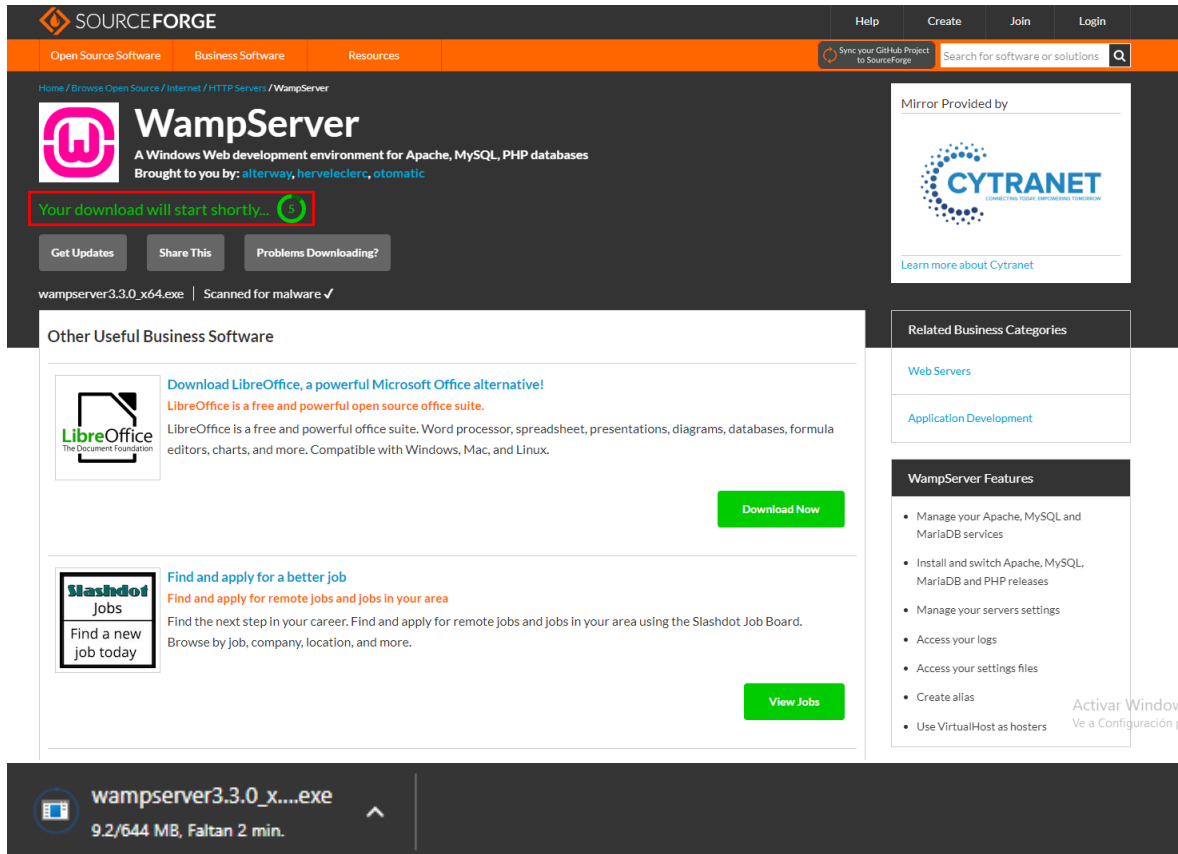 SOURCEFORGE
Help Create Join Login
Open Source Software Business Software Resources
Sync your GitHub Project
to SourceForge
Search for software or solutions
Home / Browse Open Source / Internet / HTTP Servers / WampServer
WampServer
A Windows Web development environment for Apache, MySQL, PHP databases
Brought to you by: alterway, herveleclerc, otomatic
Your download will start shortly... 5
Get Updates Share This Problems Downloading?
wampserver3.3.0_x64.exe Scanned for malware ✓
Mirror Provided by
CYTRANET
CONNECTING TODAY, EMPOWERING TOMORROW
Learn more about Cytranet
Other Useful Business Software
LibreOffice
The Document Foundation
Download LibreOffice, a powerful Microsoft Office alternative!
LibreOffice is a free and powerful open source office suite.
LibreOffice is a free and powerful office suite. Word processor, spreadsheet, presentations, diagrams, databases, formula
editors, charts, and more. Compatible with Windows, Mac, and Linux.
Download Now
Slashdot
Jobs
Find a new
job today
Find and apply for a better job
Find and apply for remote jobs and jobs in your area
Find the next step in your career. Find and apply for remote jobs and jobs in your area using the Slashdot Job Board.
Browse by job, company, location, and more.
View Jobs
Related Business Categories
Web Servers
Application Development
WampServer Features
• Manage your Apache, MySQL and
MariaDB services
• Install and switch Apache, MySQL,
MariaDB and PHP releases
• Manage your servers settings
• Access your logs
• Access your settings files
• Create alias
• Use VirtualHost as hosters
Activar Window
Ve a Configuración p
wampserver3.3.0_x....exe
9.2/644 MB, Faltan 2 min.